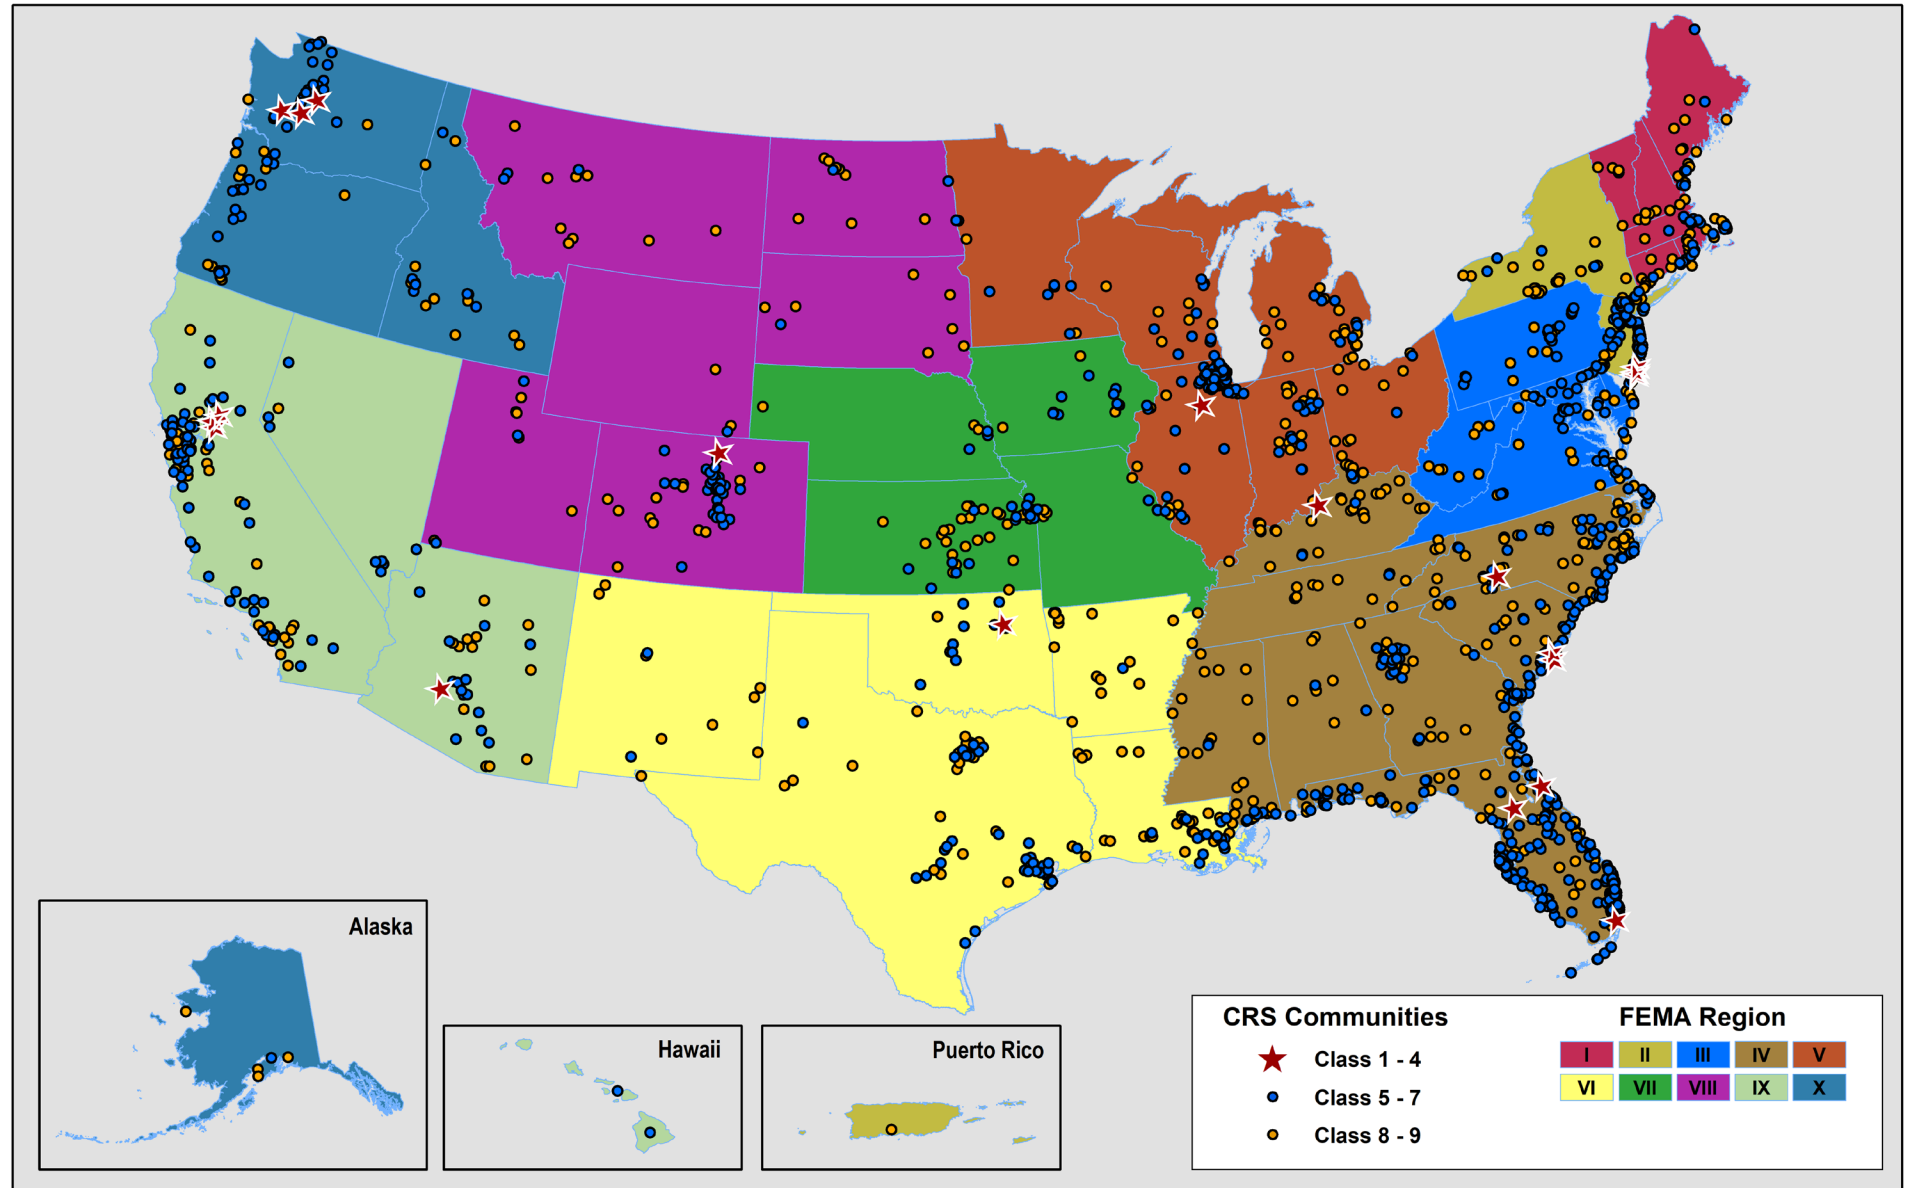 Alaska
Hawaii
Puerto Rico
CRS Communities
Class 1 - 4
Class 5 - 7
Class 8 - 9
FEMA Region
I II III IV V
VI VII VIII IX X